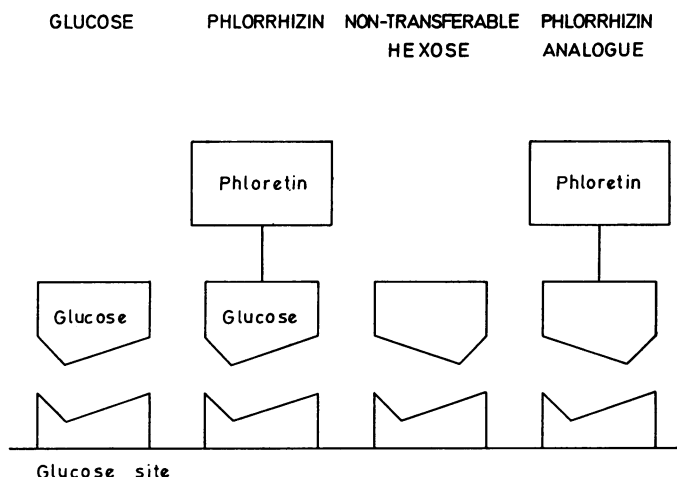 GLUCOSE
PHLORRHIZIN
NON-TRANSFERABLE
HEXOSE
PHLORRHIZIN
ANALOGUE
Phloretin
Phloretin
Glucose
Glucose
Glucose site